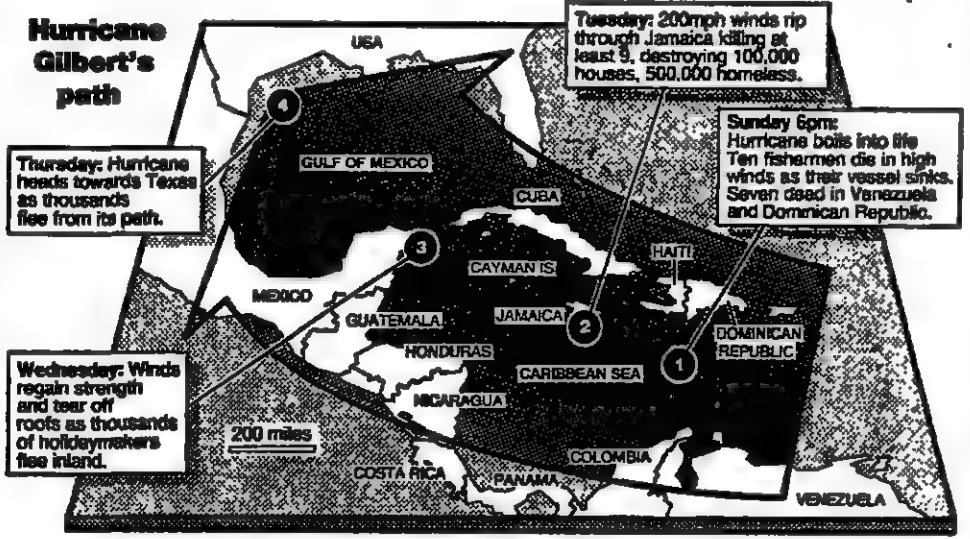 Hurricane
Gilbert's
path
Tuesday: 200mph winds rip
through Jamaica killing at
least 9, destroying 100,000
houses, 500,000 homeless.
Sunday 6pm:
Hurricane boils into life
Ten fishermen die in high
winds as their vessel sinks.
Seven dead in Venezuela
and Dominican Republic.
Thursday: Hurricane
heads towards Texas
as thousands
flee from its path.
Wednesday: Winds
regain strength
and tear off
roofs as thousands
of holidaymakers
flee inland.
USA
4
GULF OF MEXICO
CUBA
3
CAYMAN IS.
HAITI
MEXICO
GUATEMALA
JAMAICA
2
DOMINICAN
REPUBLIC
HONDURAS
CARIBBEAN SEA
1
NICARAGUA
200 miles
COSTA RICA
PANAMA
COLOMBIA
VENEZUELA